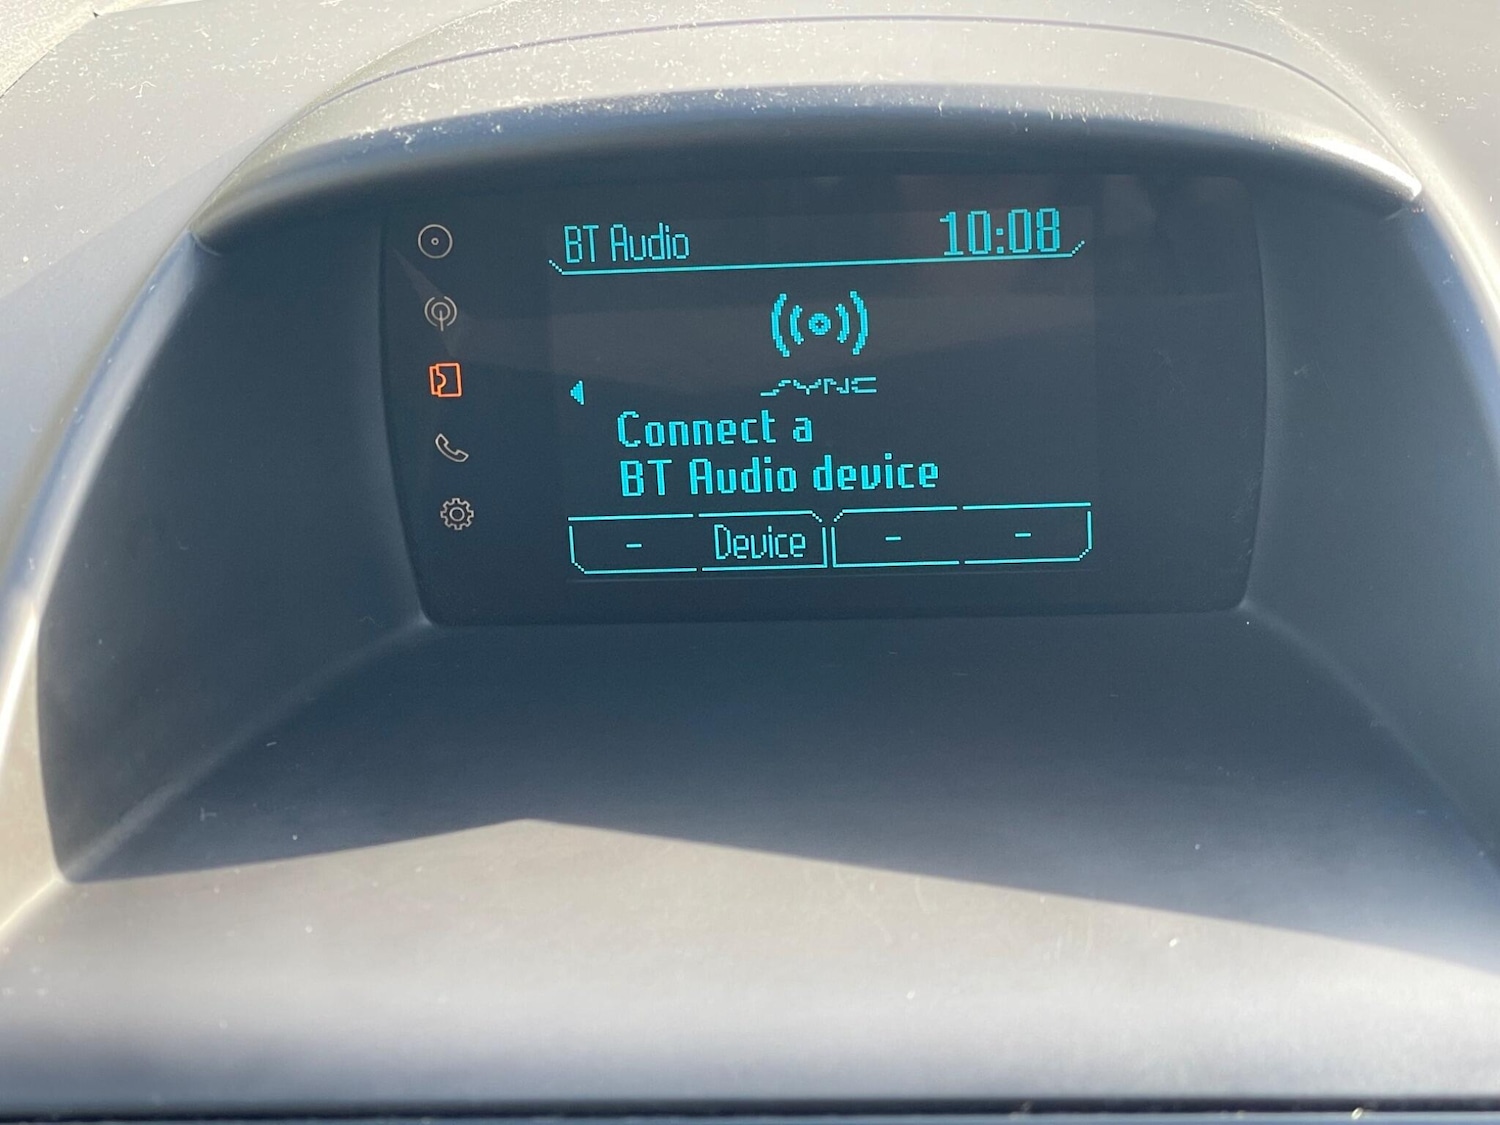 BT Audio 10:08
SYNC
Connect a
BT Audio device
- Device - -